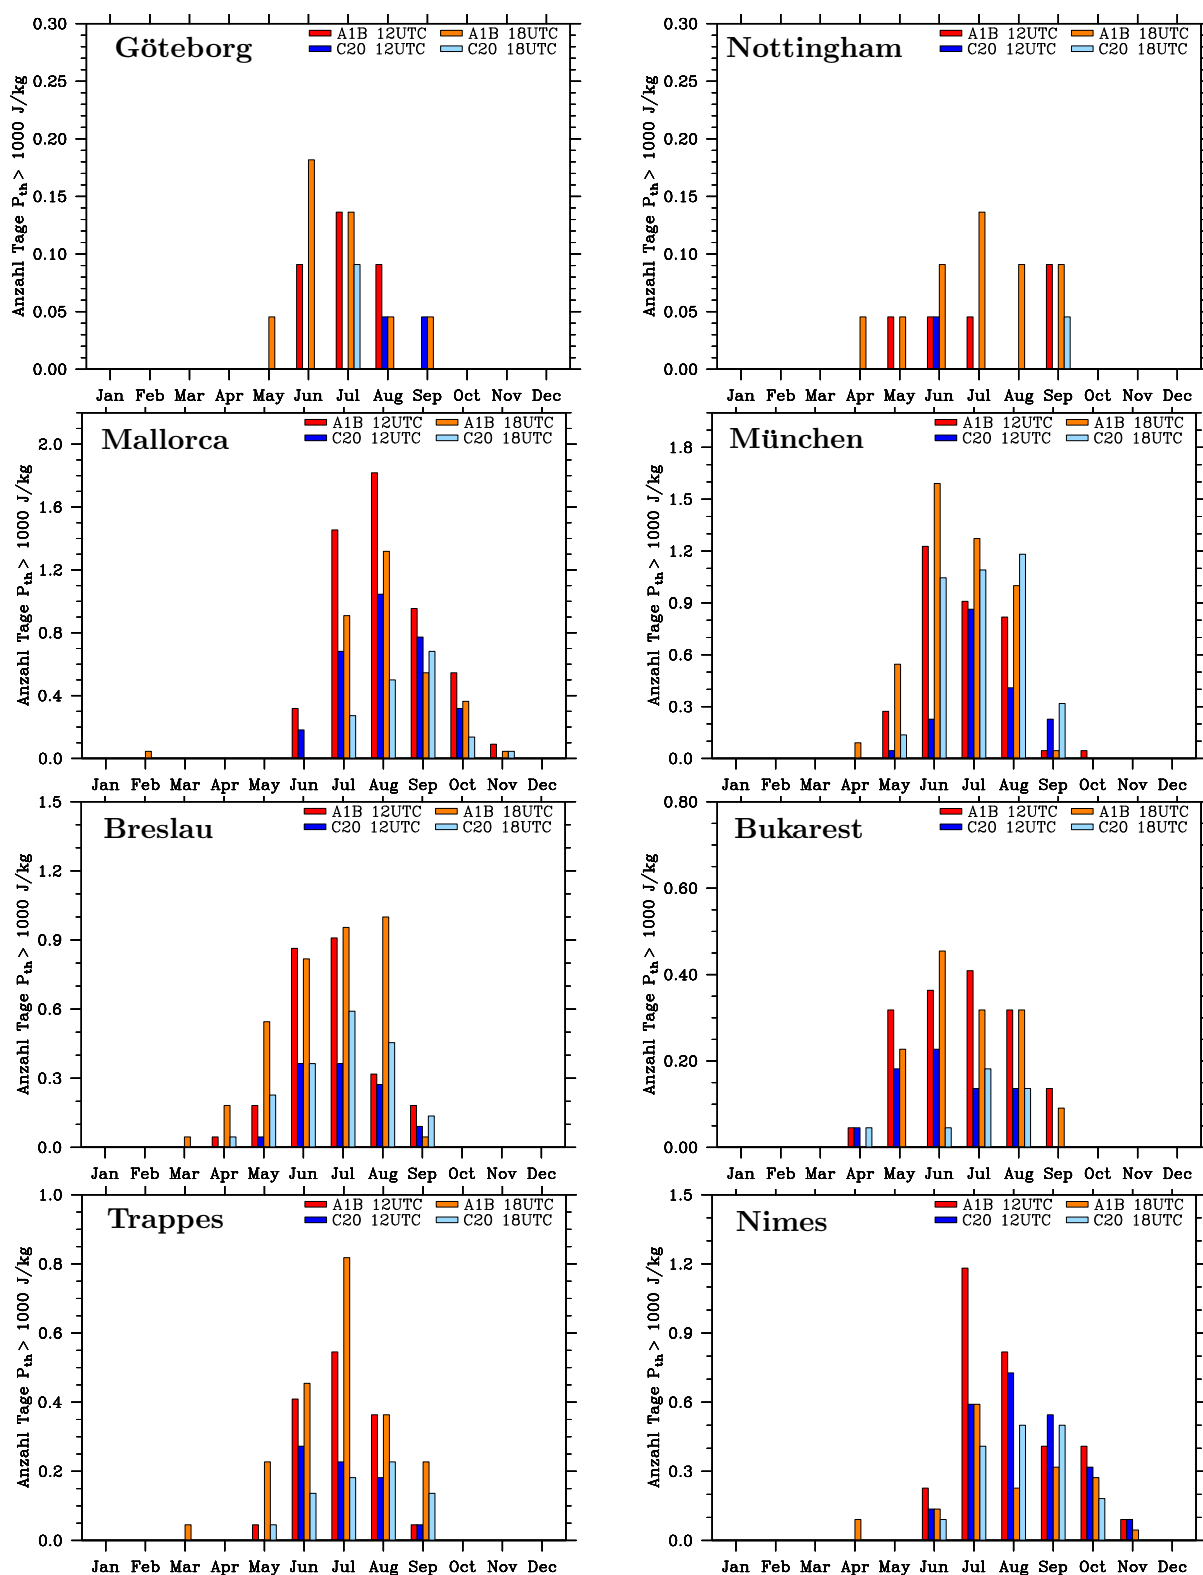 Göteborg
A1B 12UTC A1B 18UTC
C20 12UTC C20 18UTC
Anzahl Tage Pth> 1000 J/kg
0.30
0.25
0.20
0.15
0.10
0.05
0.00
Jan Feb Mar Apr May Jun Jul Aug Sep Oct Nov Dec
Nottingham
A1B 12UTC A1B 18UTC
C20 12UTC C20 18UTC
Anzahl Tage Pth> 1000 J/kg
0.30
0.25
0.20
0.15
0.10
0.05
0.00
Jan Feb Mar Apr May Jun Jul Aug Sep Oct Nov Dec
Mallorca
A1B 12UTC A1B 18UTC
C20 12UTC C20 18UTC
Anzahl Tage Pth> 1000 J/kg
2.0
1.6
1.2
0.8
0.4
0.0
Jan Feb Mar Apr May Jun Jul Aug Sep Oct Nov Dec
München
A1B 12UTC A1B 18UTC
C20 12UTC C20 18UTC
Anzahl Tage Pth> 1000 J/kg
1.8
1.5
1.2
0.9
0.6
0.3
0.0
Jan Feb Mar Apr May Jun Jul Aug Sep Oct Nov Dec
Breslau
A1B 12UTC A1B 18UTC
C20 12UTC C20 18UTC
Anzahl Tage Pth> 1000 J/kg
1.5
1.2
0.9
0.6
0.3
0.0
Jan Feb Mar Apr May Jun Jul Aug Sep Oct Nov Dec
Bukarest
A1B 12UTC A1B 18UTC
C20 12UTC C20 18UTC
Anzahl Tage Pth> 1000 J/kg
0.80
0.60
0.40
0.20
0.00
Jan Feb Mar Apr May Jun Jul Aug Sep Oct Nov Dec
Trappes
A1B 12UTC A1B 18UTC
C20 12UTC C20 18UTC
Anzahl Tage Pth> 1000 J/kg
1.0
0.8
0.6
0.4
0.2
0.0
Jan Feb Mar Apr May Jun Jul Aug Sep Oct Nov Dec
Nimes
A1B 12UTC A1B 18UTC
C20 12UTC C20 18UTC
Anzahl Tage Pth> 1000 J/kg
1.5
1.2
0.9
0.6
0.3
0.0
Jan Feb Mar Apr May Jun Jul Aug Sep Oct Nov Dec